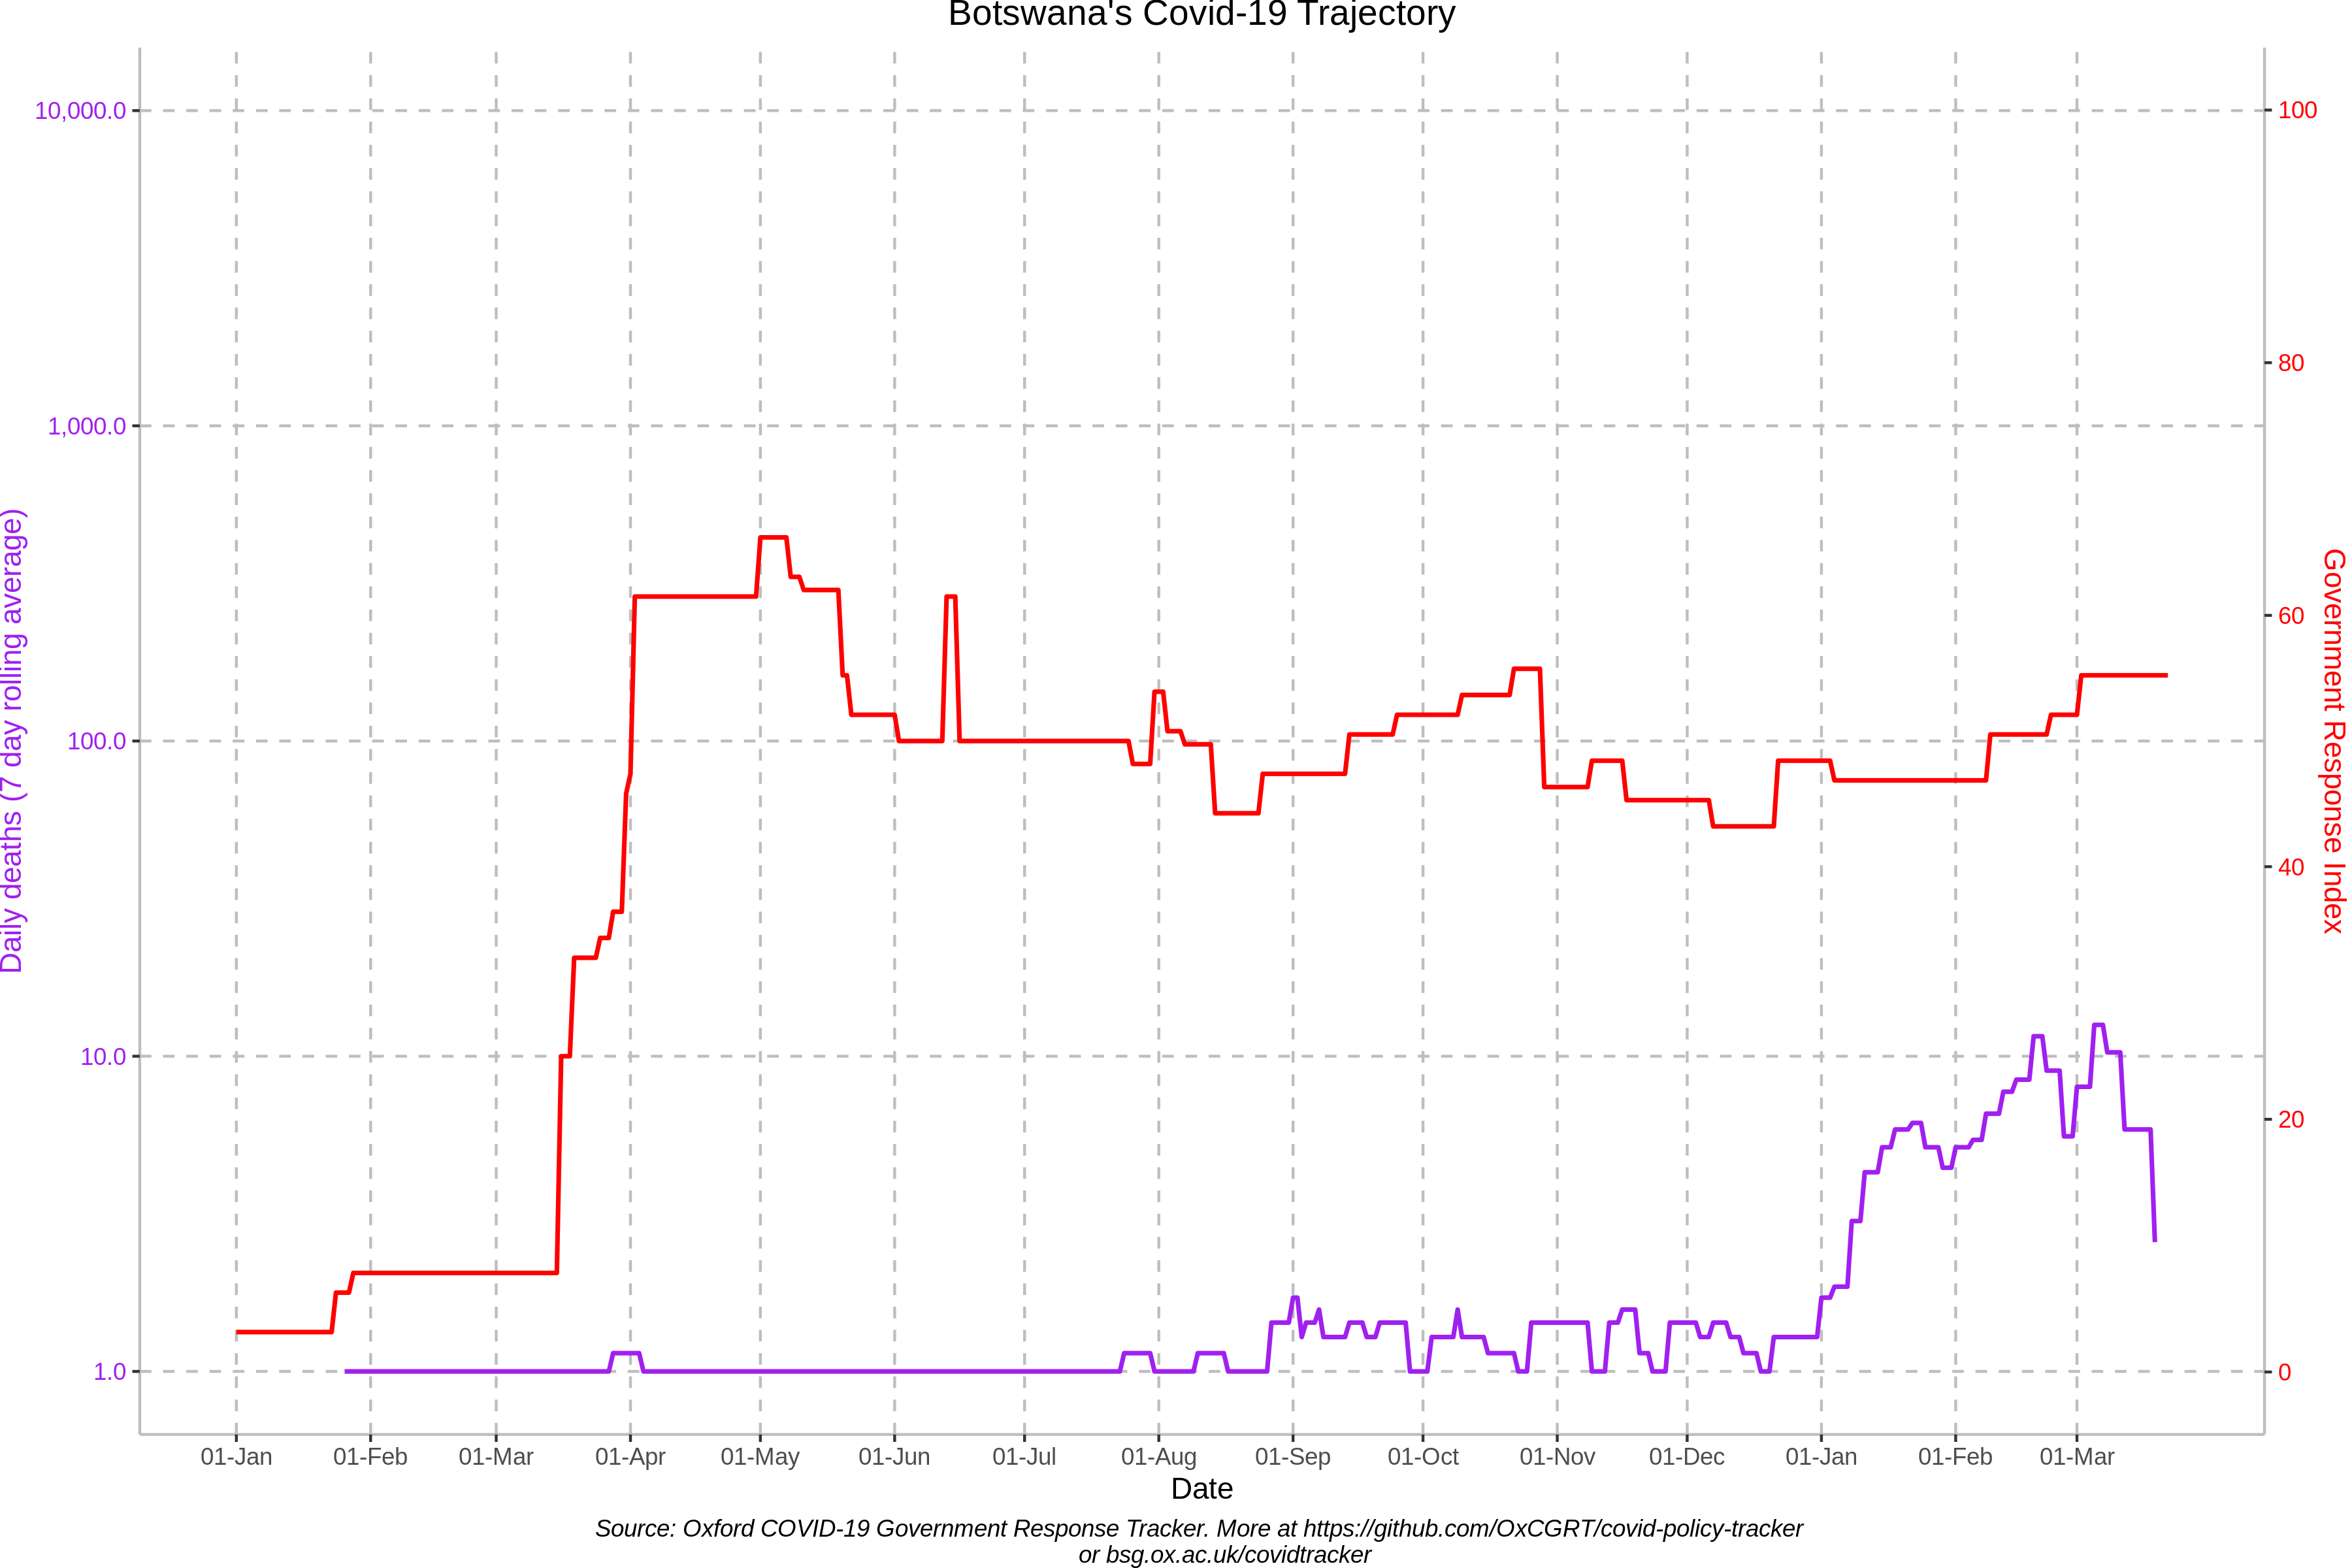 Botswana's Covid-19 Trajectory
10,000.0
1,000.0
100.0
10.0
1.0
Daily deaths (7 day rolling average)
100
80
60
40
20
0
Government Response Index
01-Jan 01-Feb 01-Mar 01-Apr 01-May 01-Jun 01-Jul 01-Aug 01-Sep 01-Oct 01-Nov 01-Dec 01-Jan 01-Feb 01-Mar
Date
Source: Oxford COVID-19 Government Response Tracker. More at https://github.com/OxCGRT/covid-policy-tracker
or bsg.ox.ac.uk/covidtracker